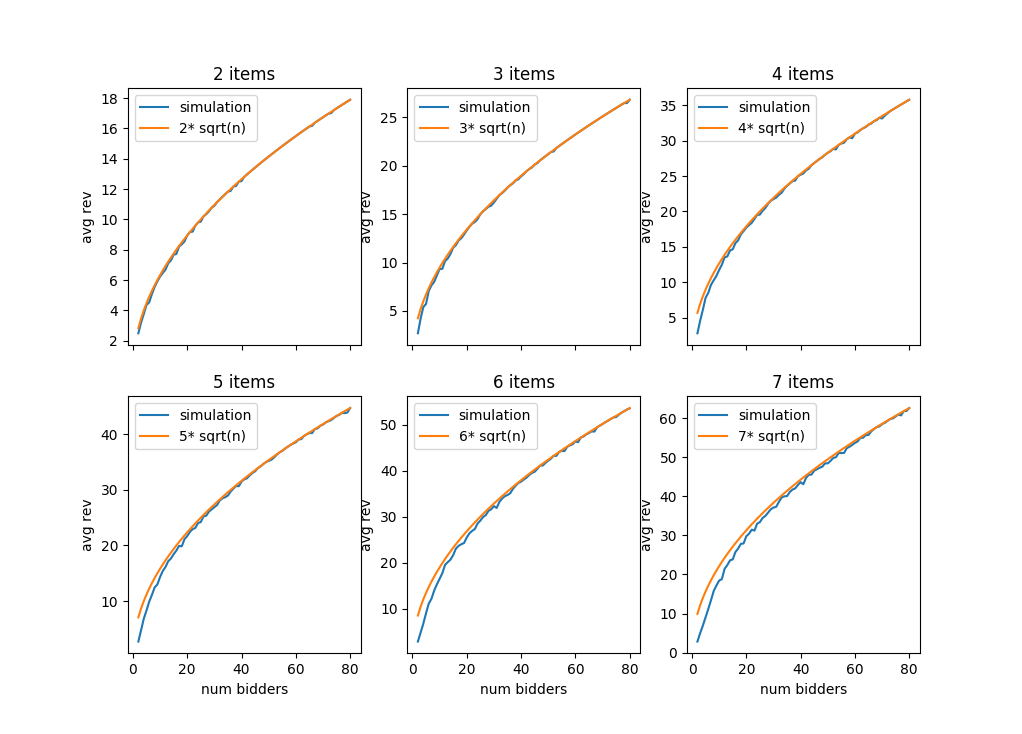 2 items
simulation
2* sqrt(n)
avg rev
18
16
14
12
10
8
6
4
2
3 items
simulation
3* sqrt(n)
avg rev
25
20
15
10
5
4 items
simulation
4* sqrt(n)
avg rev
35
30
25
20
15
10
5
5 items
simulation
5* sqrt(n)
avg rev
40
30
20
10
0 20 40 60 80
num bidders
6 items
simulation
6* sqrt(n)
avg rev
50
40
30
20
10
0 20 40 60 80
num bidders
7 items
simulation
7* sqrt(n)
avg rev
60
50
40
30
20
10
0
0 20 40 60 80
num bidders